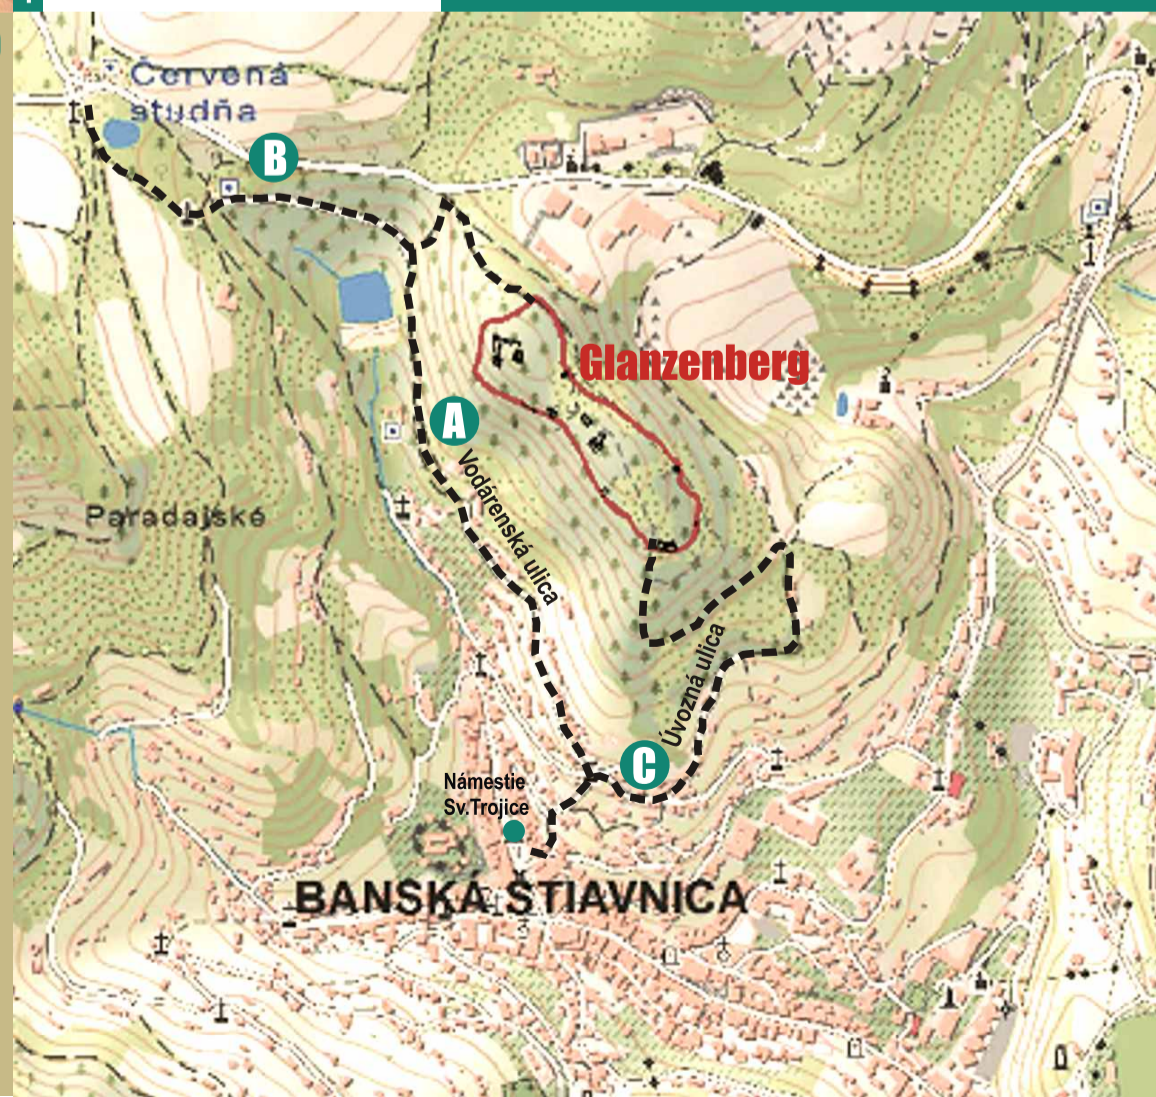 Červená
studňa
B
Glanzenberg
A
Vodárenská ulica
Paradajské
Úvozná ulica
C
Námestie
Sv.Trojice
BANSKÁ ŠTIAVNICA